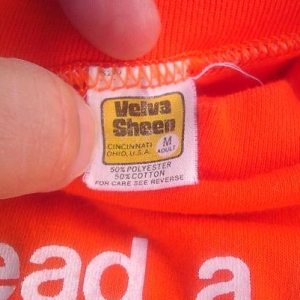 Velva
Sheen
CINCINNATI
OHIO, U.S.A.
M
ADULT
50% POLYESTER
50% COTTON
FOR CARE SEE REVERSE
ead a